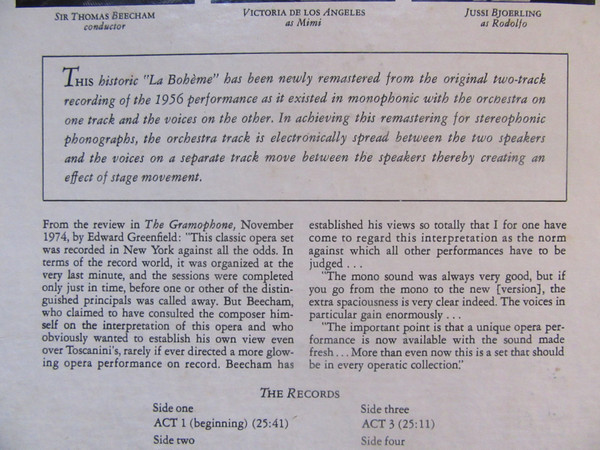 SIR THOMAS BEECHAM
conductor
VICTORIA DE LOS ANGELES
as Mimi
JUSSI BJOERLING
as Rodolfo
THIS historic "La Bohème" has been newly remastered from the original two-track
recording of the 1956 performance as it existed in monophonic with the orchestra on
one track and the voices on the other. In achieving this remastering for stereophonic
phonographs, the orchestra track is electronically spread between the two speakers
and the voices on a separate track move between the speakers thereby creating an
effect of stage movement.
From the review in The Gramophone, November
1974, by Edward Greenfield: "This classic opera set
was recorded in New York against all the odds. In
terms of the record world, it was organized at the
very last minute, and the sessions were completed
only just in time, before one or other of the distin-
guished principals was called away. But Beecham,
who claimed to have consulted the composer him-
self on the interpretation of this opera and who
obviously wanted to establish his own view even
over Toscanini's, rarely if ever directed a more glow-
ing opera performance on record. Beecham has
established his views so totally that I for one have
come to regard this interpretation as the norm
against which all other performances have to be
judged . . .
"The mono sound was always very good, but if
you go from the mono to the new [version], the
extra spaciousness is very clear indeed. The voices in
particular gain enormously . . .
"The important point is that a unique opera per-
formance is now available with the sound made
fresh . . . More than even now this is a set that should
be in every operatic collection."
THE RECORDS
Side one
ACT 1 (beginning) (25:41)
Side two
Side three
ACT 3 (25:11)
Side four